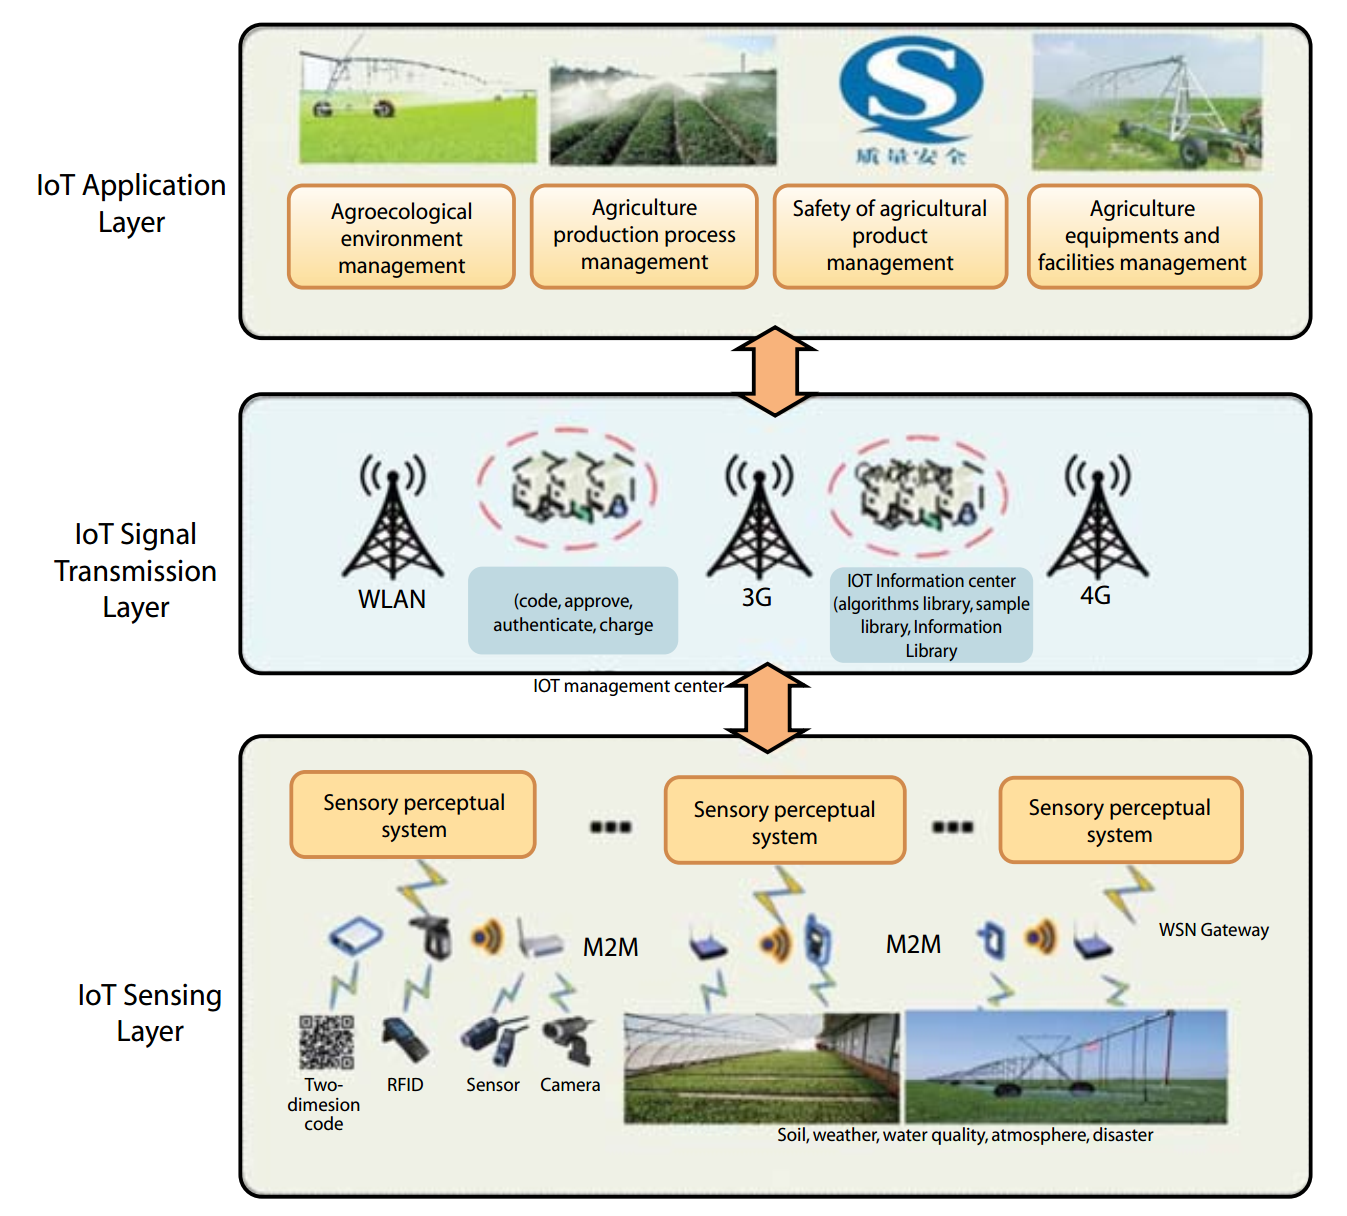 IoT Application
Layer
质量安全
Agroecological
environment
management
Agriculture
production process
management
Safety of agricultural
product
management
Agriculture
equipments and
facilities management
IoT Signal
Transmission
Layer
WLAN
(code, approve,
authenticate, charge
3G
IOT Information center
(algorithms library, sample
library, Information
Library
4G
IOT management center
IoT Sensing
Layer
Sensory perceptual
system
Sensory perceptual
system
Sensory perceptual
system
M2M
M2M
WSN Gateway
Two-
dimesion
code
RFID
Sensor
Camera
Soil, weather, water quality, atmosphere, disaster